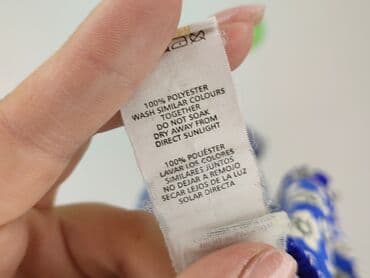 100% POLYESTER
WASH SIMILAR COLOURS
TOGETHER
DO NOT SOAK
DRY AWAY FROM
DIRECT SUNLIGHT
100% POLIÉSTER
LAVAR LOS COLORES
SIMILARES JUNTOS
NO DEJAR A REMOJO
SECAR LEJOS DE LA LUZ
SOLAR DIRECTA